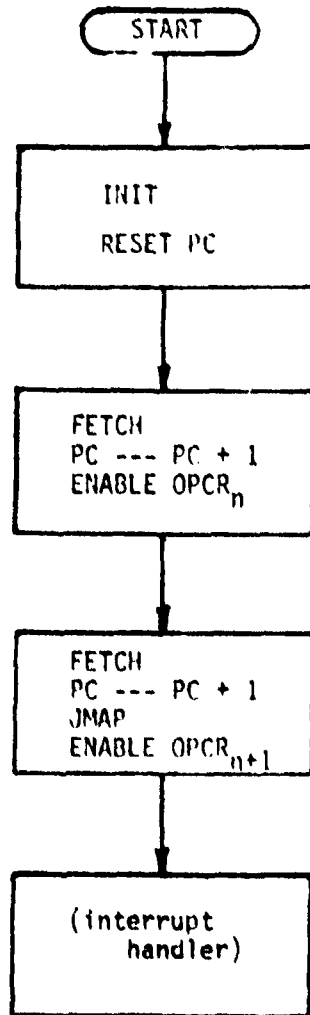 START
INIT
RESET PC
FETCH
PC --- PC + 1
ENABLE OPCRn
FETCH
PC --- PC + 1
JMAP
ENABLE OPCRn+1
(interrupt
handler)